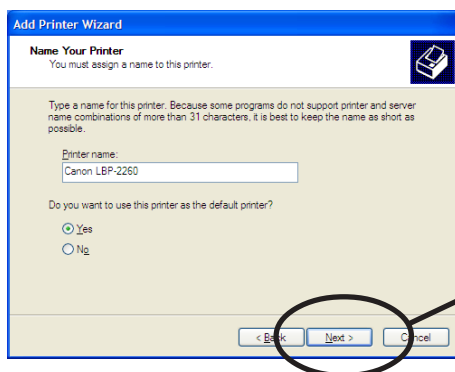 Add Printer Wizard
Name Your Printer
You must assign a name to this printer.
Type a name for this printer. Because some programs do not support printer and server
name combinations of more than 31 characters, it is best to keep the name as short as
possible.
Printer name:
Canon LBP-2260
Do you want to use this printer as the default printer?
Yes
No
< Back Next > Cancel